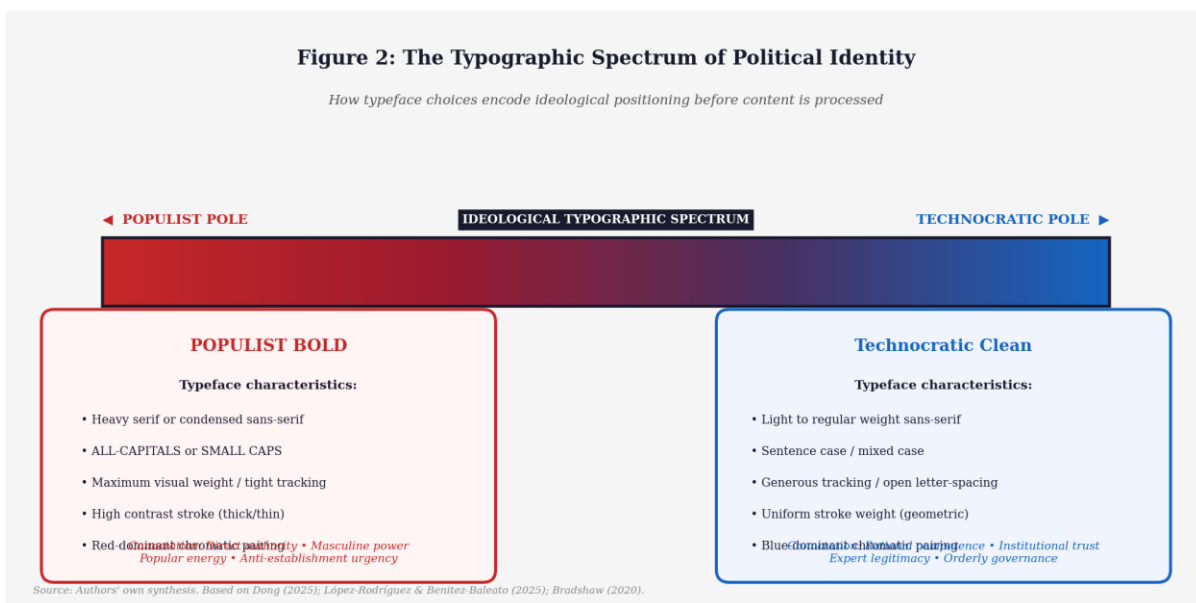 Figure 2: The Typographic Spectrum of Political Identity
How typeface choices encode ideological positioning before content is processed
◄ POPULIST POLE
IDEOLOGICAL TYPOGRAPHIC SPECTRUM
TECHNOCRATIC POLE ►
POPULIST BOLD
Typeface characteristics:
• Heavy serif or condensed sans-serif
• ALL-CAPITALS or SMALL CAPS
• Maximum visual weight / tight tracking
• High contrast stroke (thick/thin)
• Red-dominant chromatic pairing
• Masculine power
Popular energy • Anti-establishment urgency
Technocratic Clean
Typeface characteristics:
• Light to regular weight sans-serif
• Sentence case / mixed case
• Generous tracking / open letter-spacing
• Uniform stroke weight (geometric)
• Blue-dominant chromatic pairing
• Institutional trust
Expert legitimacy • Orderly governance
Source: Authors' own synthesis. Based on Dong (2025); López-Rodríguez & Benitez-Baleato (2025); Bradshaw (2020).